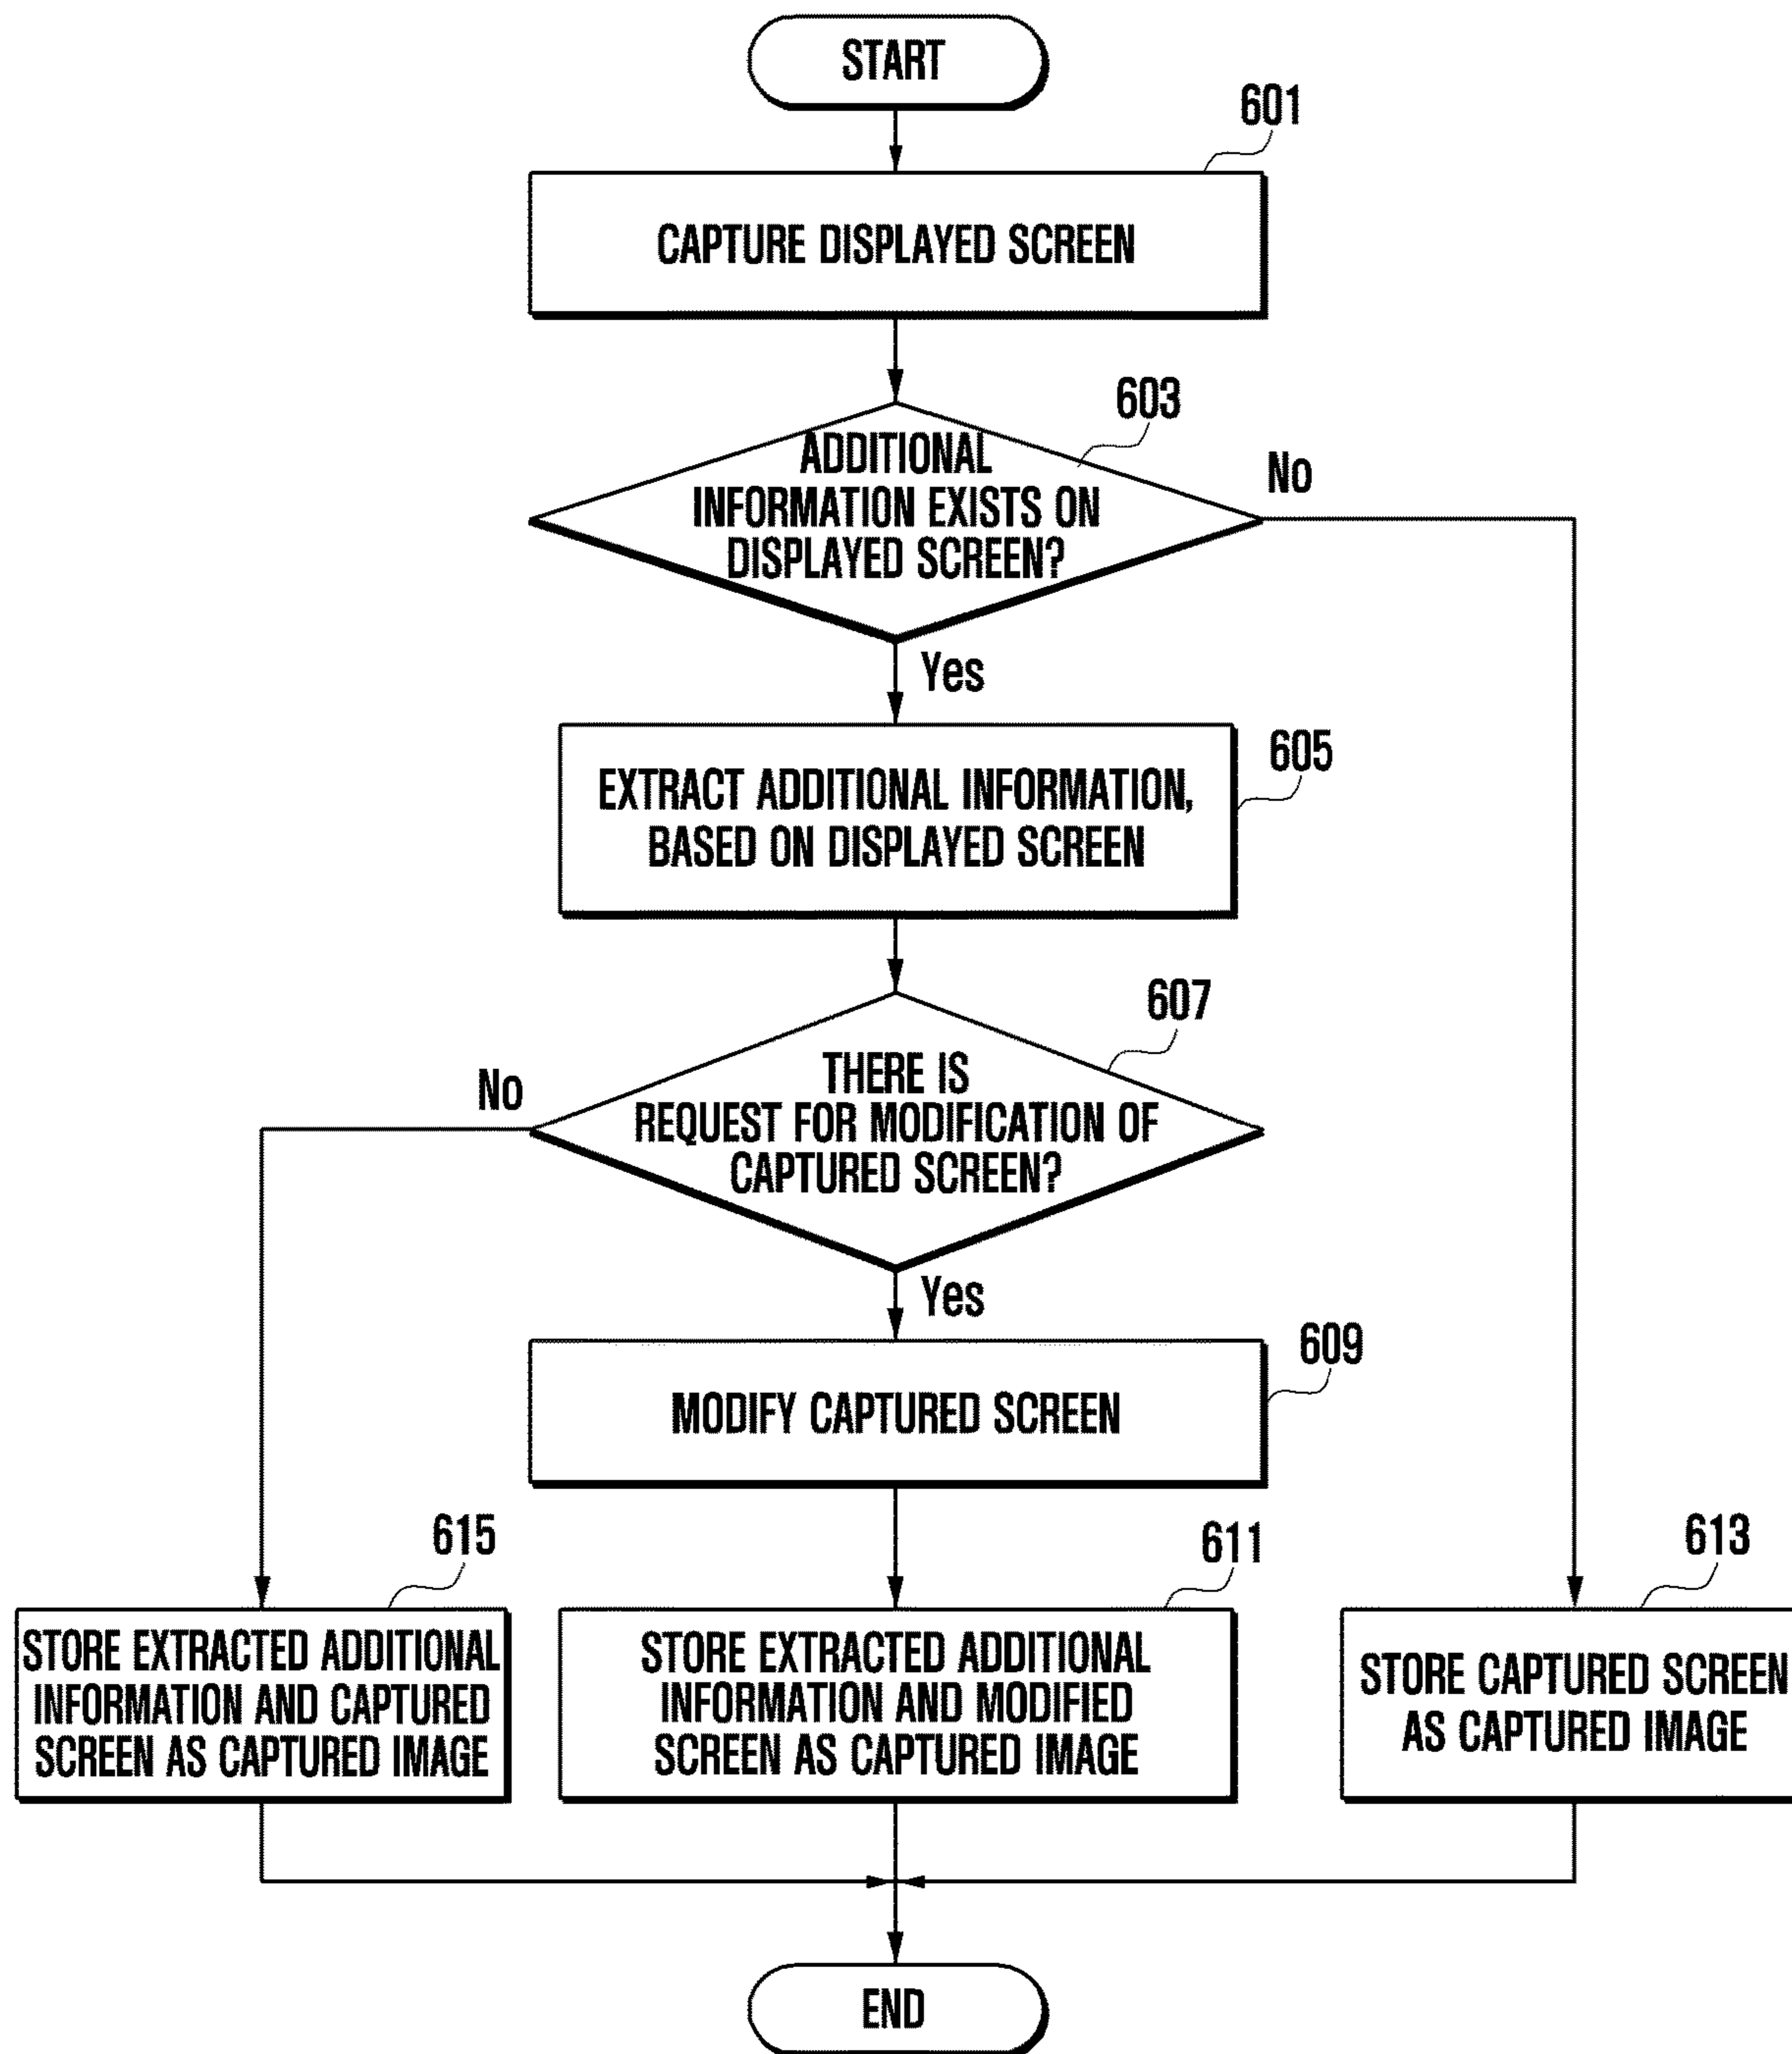 START
601
CAPTURE DISPLAYED SCREEN
603
ADDITIONAL
INFORMATION EXISTS ON
DISPLAYED SCREEN?
No
Yes
605
EXTRACT ADDITIONAL INFORMATION,
BASED ON DISPLAYED SCREEN
607
THERE IS
REQUEST FOR MODIFICATION OF
CAPTURED SCREEN?
No
Yes
609
MODIFY CAPTURED SCREEN
615
STORE EXTRACTED ADDITIONAL
INFORMATION AND CAPTURED
SCREEN AS CAPTURED IMAGE
611
STORE EXTRACTED ADDITIONAL
INFORMATION AND MODIFIED
SCREEN AS CAPTURED IMAGE
613
STORE CAPTURED SCREEN
AS CAPTURED IMAGE
END